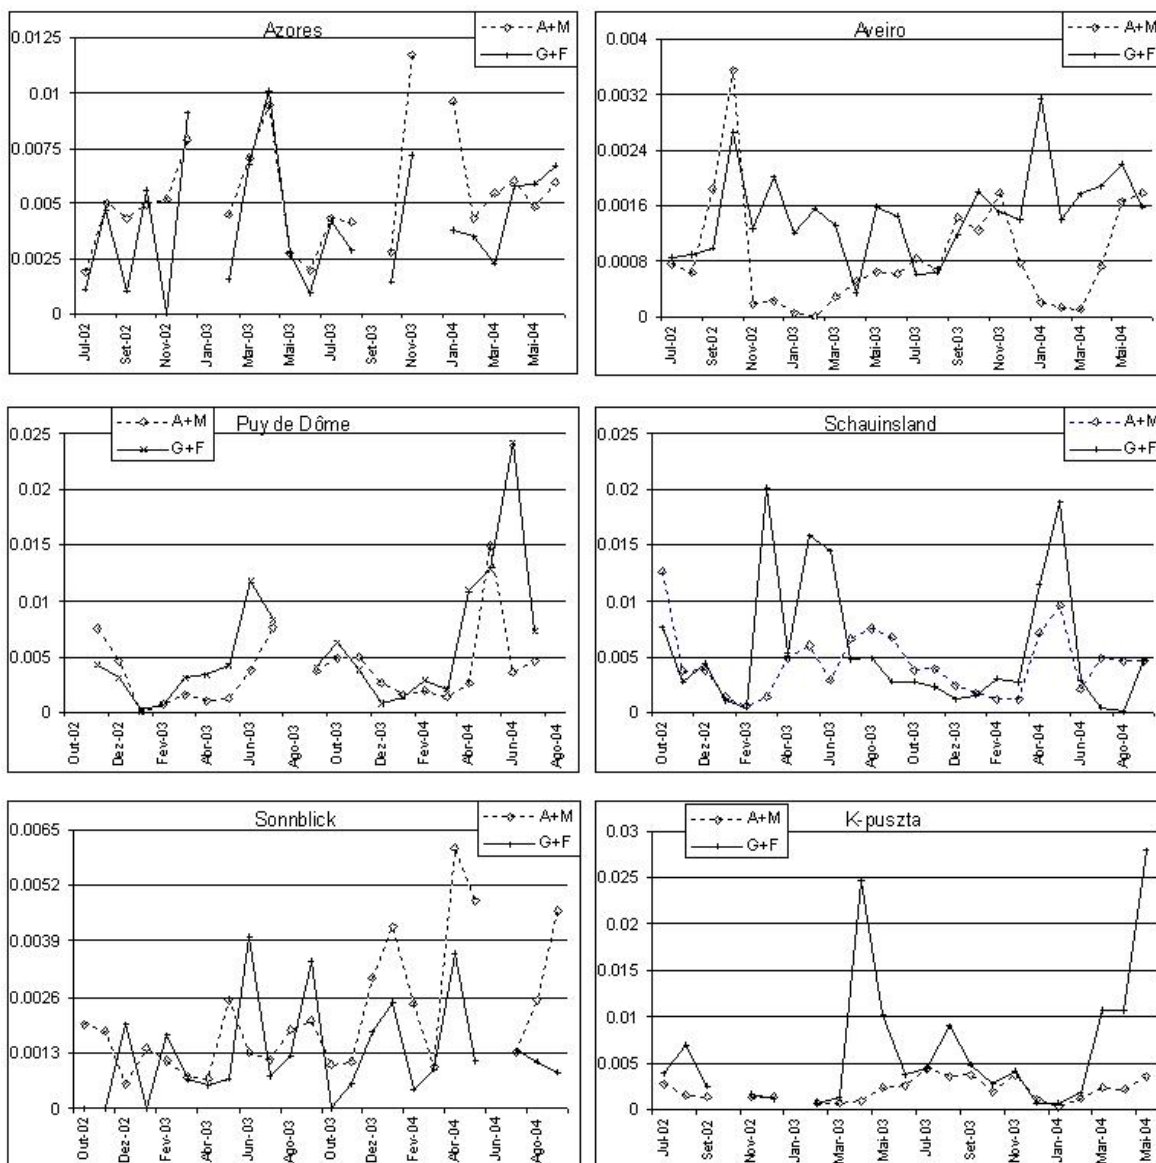 Azores
A+M
G+F
0.0125
0.01
0.0075
0.005
0.0025
0
Jul-02
Set-02
Nov-02
Jan-03
Mar-03
Mai-03
Jul-03
Set-03
Nov-03
Jan-04
Mar-04
Mai-04
Aveiro
A+M
G+F
0.004
0.0032
0.0024
0.0016
0.0008
0
Jul-02
Set-02
Nov-02
Jan-03
Mar-03
Mai-03
Jul-03
Set-03
Nov-03
Jan-04
Mar-04
Mai-04
Puy de Dôme
A+M
G+F
0.025
0.02
0.015
0.01
0.005
0
Out-02
Dez-02
Fev-03
Abr-03
Jun-03
Ago-03
Out-03
Dez-03
Fev-04
Abr-04
Jun-04
Ago-04
Schauinsland
A+M
G+F
0.025
0.02
0.015
0.01
0.005
0
Out-02
Dez-02
Fev-03
Abr-03
Jun-03
Ago-03
Out-03
Dez-03
Fev-04
Abr-04
Jun-04
Ago-04
Sonnblick
A+M
G+F
0.0065
0.0052
0.0039
0.0026
0.0013
0
Out-02
Dez-02
Fev-03
Abr-03
Jun-03
Ago-03
Out-03
Dez-03
Fev-04
Abr-04
Jun-04
Ago-04
K-puszta
A+M
G+F
0.03
0.025
0.02
0.015
0.01
0.005
0
Jul-02
Set-02
Nov-02
Jan-03
Mar-03
Mai-03
Jul-03
Set-03
Nov-03
Jan-04
Mar-04
Mai-04